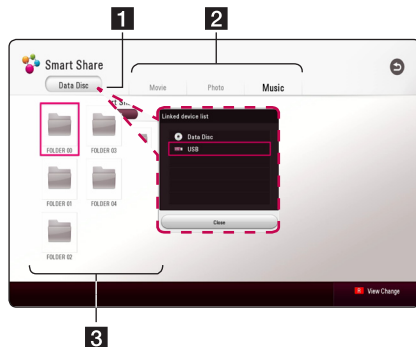 1
2
Smart Share
Data Disc
Movie
Photo
Music
Linked device list
FOLDER 00
FOLDER 03
Data Disc
USB
FOLDER 01
FOLDER 04
Close
FOLDER 02
R View Change
3